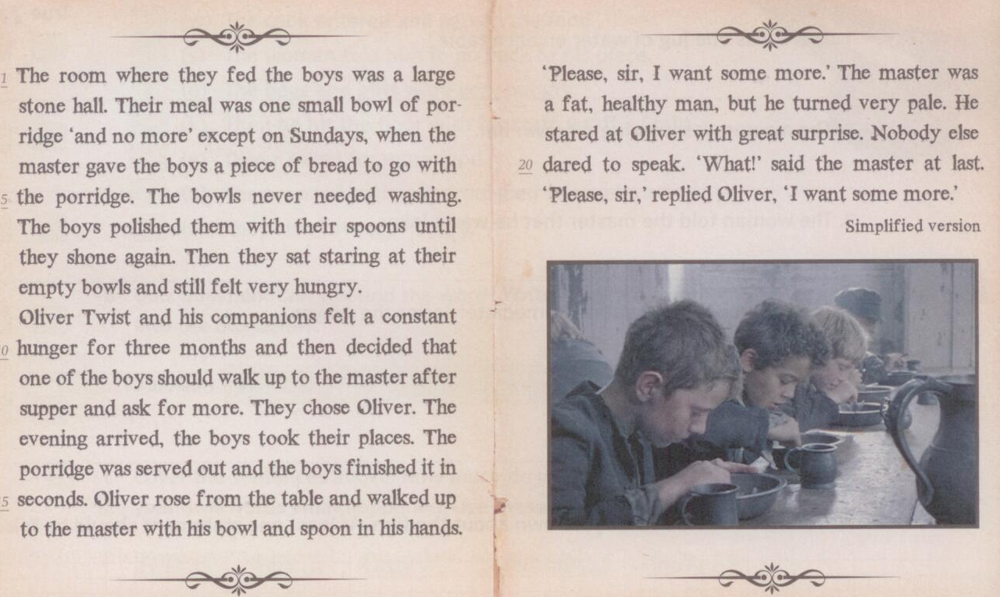 1 The room where they fed the boys was a large
stone hall. Their meal was one small bowl of por-
ridge ‘and no more’ except on Sundays, when the
master gave the boys a piece of bread to go with
5 the porridge. The bowls never needed washing.
The boys polished them with their spoons until
they shone again. Then they sat staring at their
empty bowls and still felt very hungry.
Oliver Twist and his companions felt a constant
0 hunger for three months and then decided that
one of the boys should walk up to the master after
supper and ask for more. They chose Oliver. The
evening arrived, the boys took their places. The
porridge was served out and the boys finished it in
5 seconds. Oliver rose from the table and walked up
to the master with his bowl and spoon in his hands.
‘Please, sir, I want some more.’ The master was
a fat, healthy man, but he turned very pale. He
stared at Oliver with great surprise. Nobody else
20 dared to speak. ‘What!’ said the master at last.
‘Please, sir,’ replied Oliver, ‘I want some more.’
Simplified version